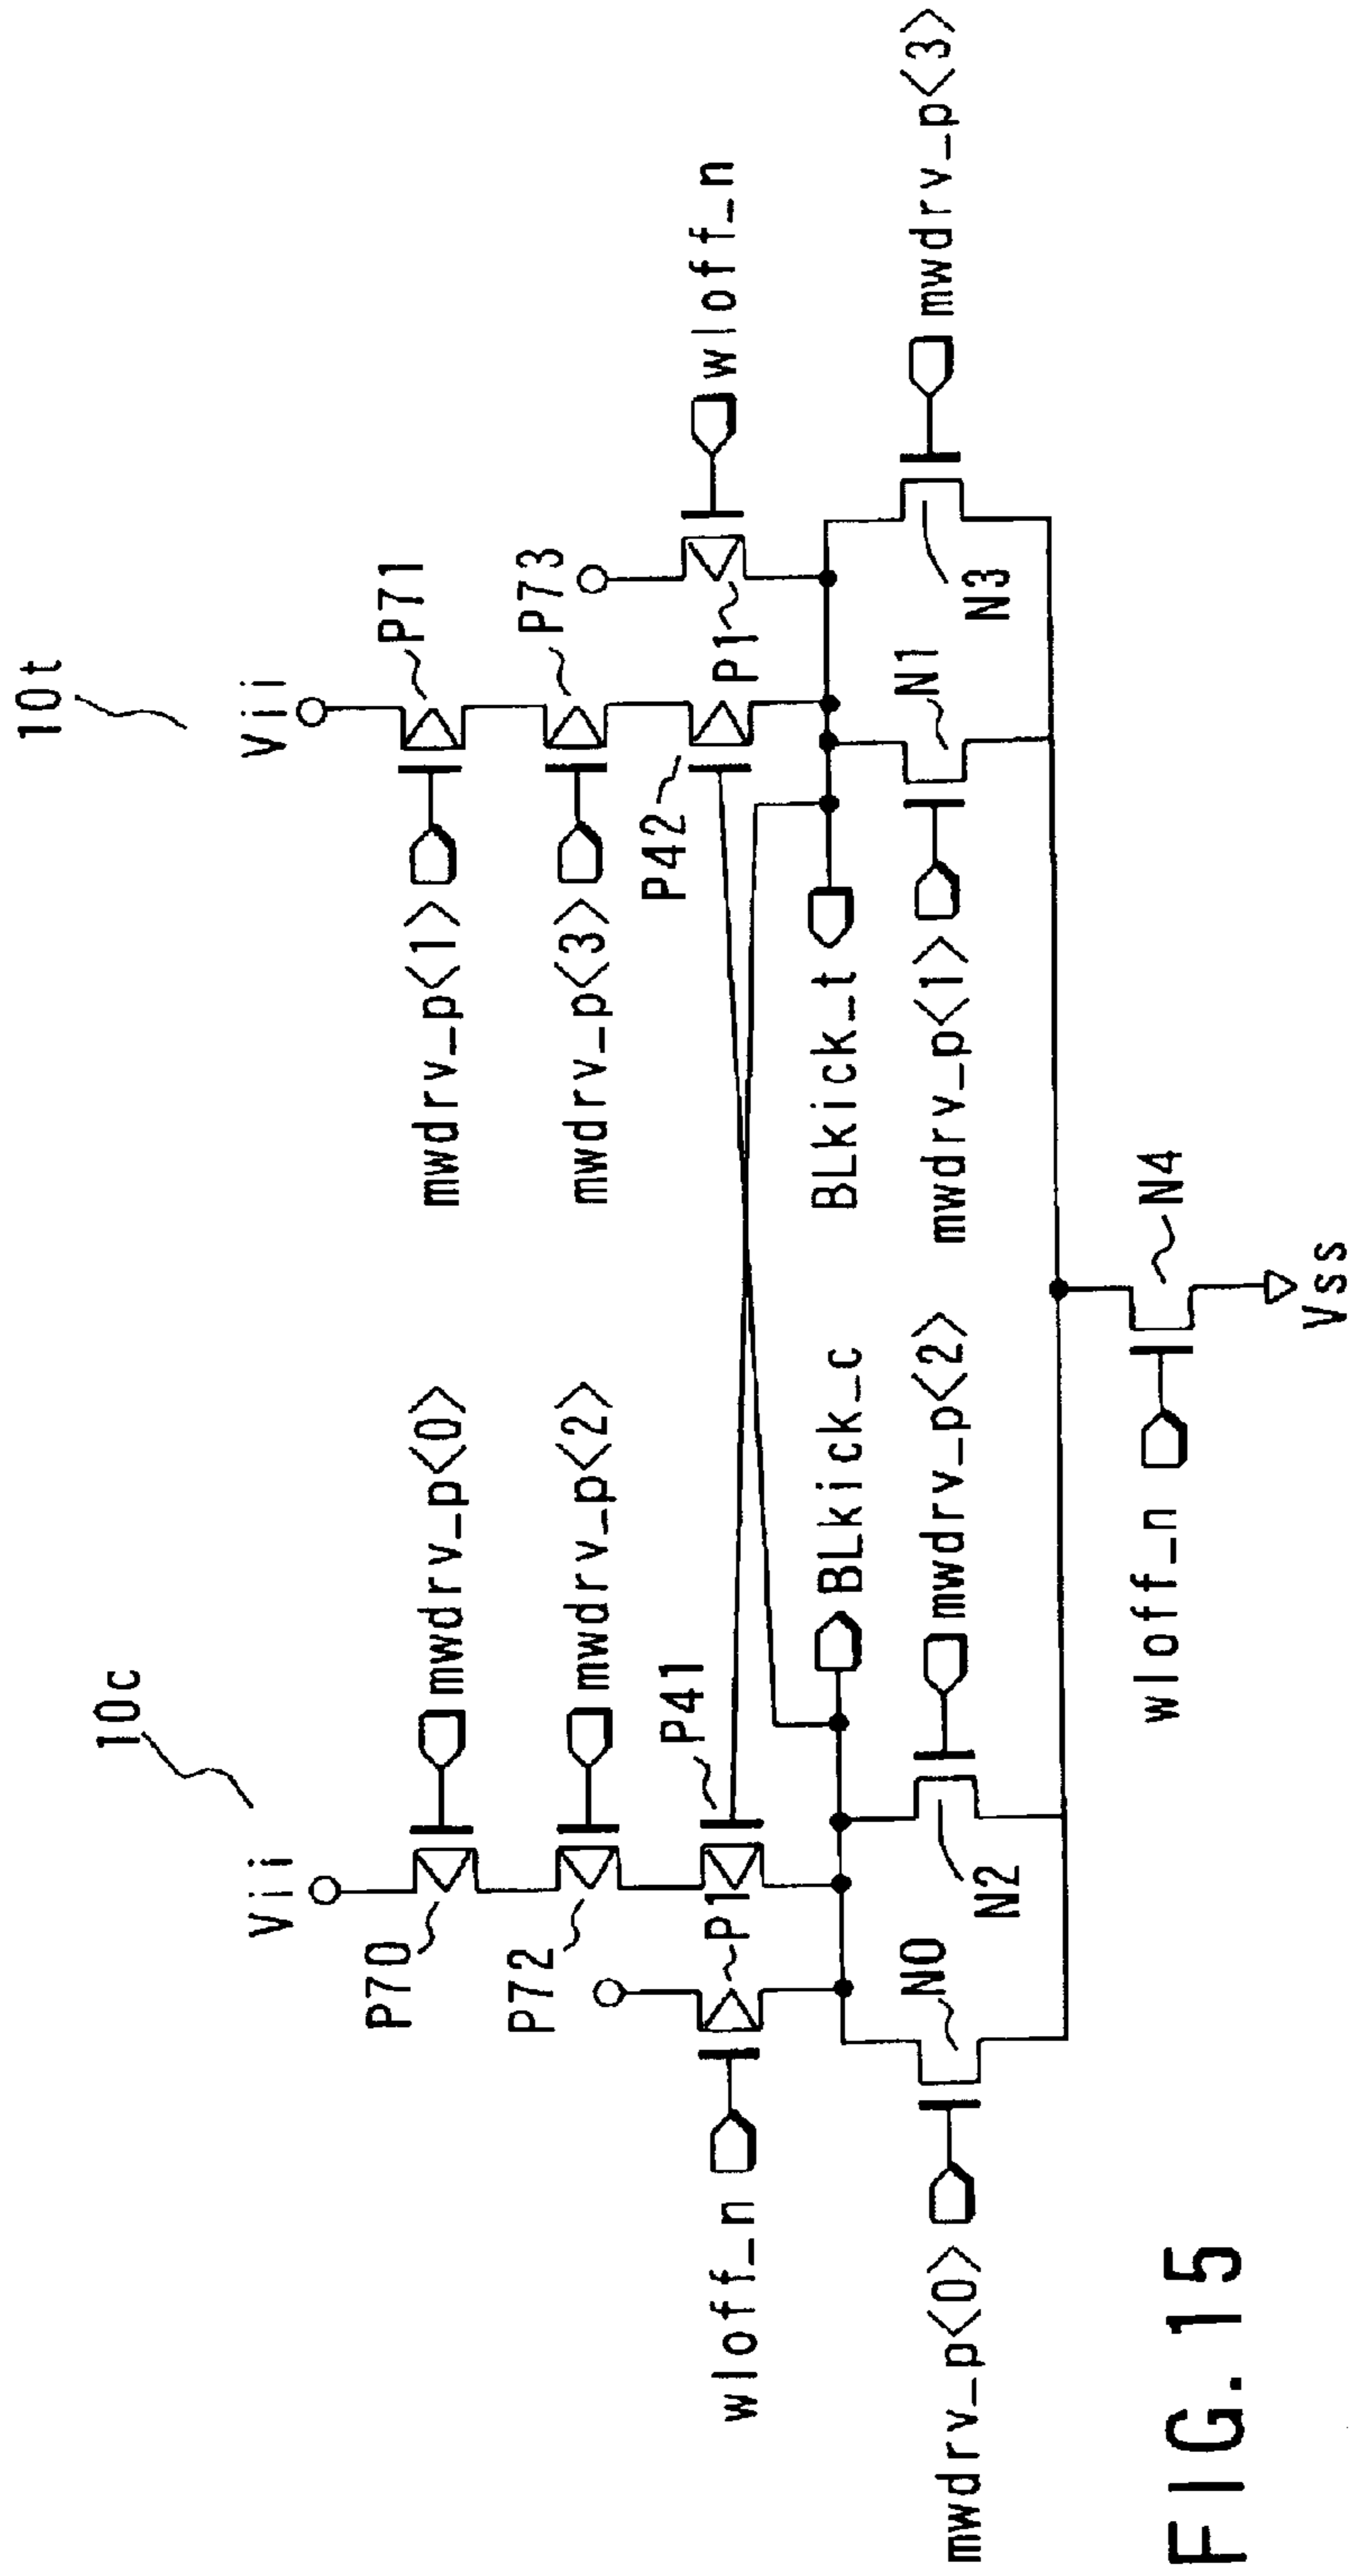 10c
10t
Vii
Vii
P70
mwdrv_p<0>
mwdrv_p<1>
P71
P72
mwdrv_p<2>
mwdrv_p<3>
P73
wloff_n
P1
P41
P42
P1
wloff_n
BLkick_c
BLkick_t
mwdrv_p<0>
N0
N2
mwdrv_p<2>
mwdrv_p<1>
N1
N3
mwdrv_p<3>
wloff_n
N4
Vss
FIG. 15